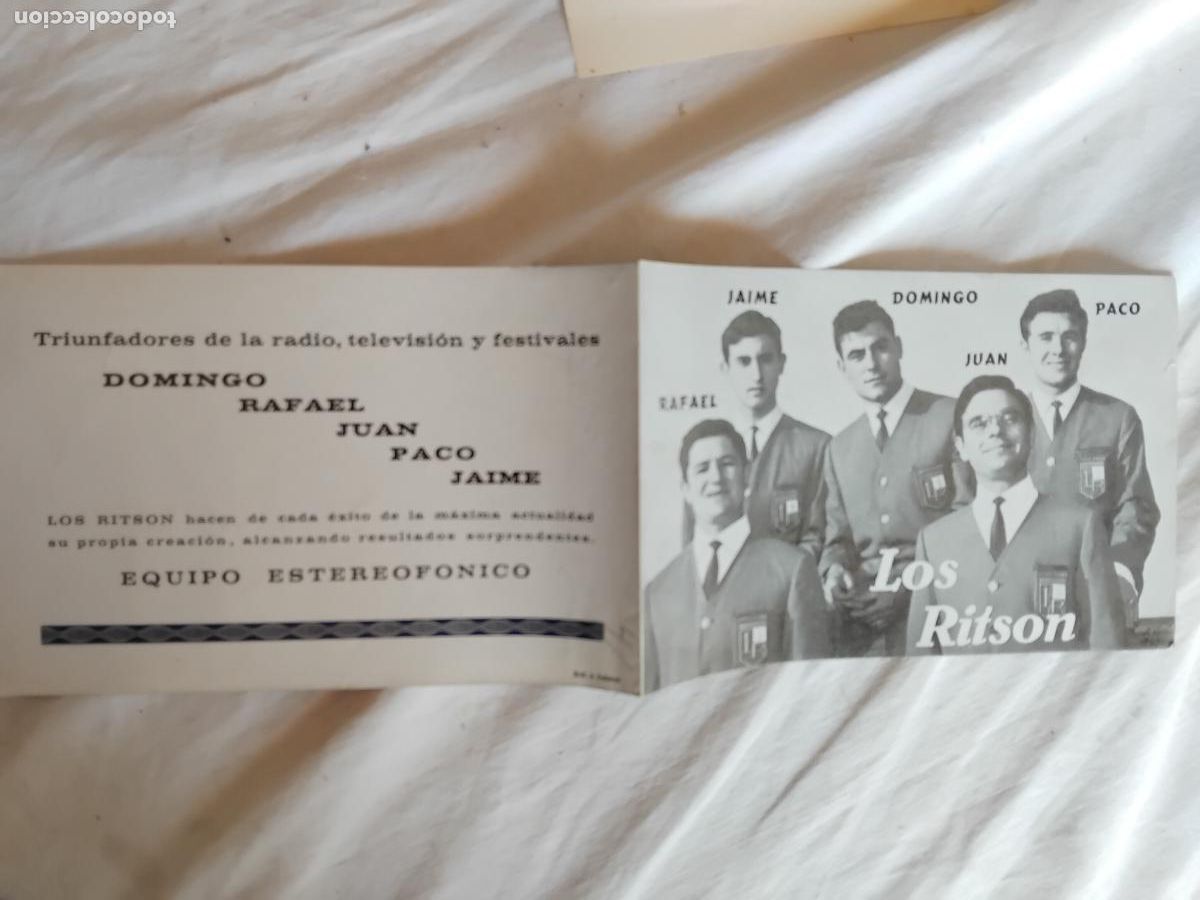 todocoleccion
Triunfadores de la radio, televisión y festivales
DOMINGO
RAFAEL
JUAN
PACO
JAIME
LOS RITSON hacen de cada éxito de la máxima actualidad
su propia creación, alcanzando resultados sorprendentes.
EQUIPO ESTEREOFONICO
JAIME
DOMINGO
PACO
JUAN
RAFAEL
Los
Ritson